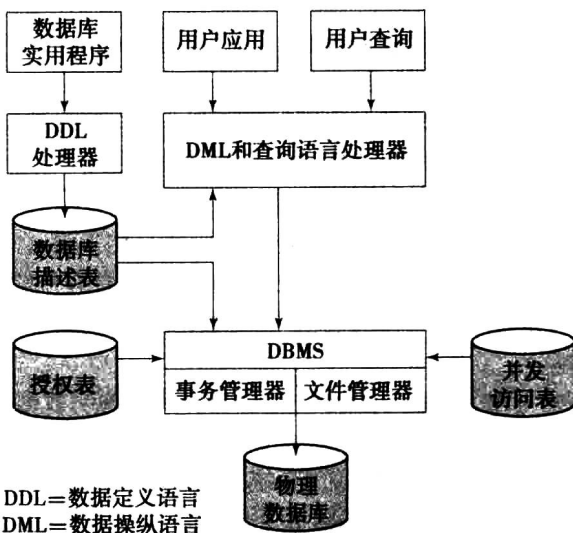 数据库
实用程序
用户应用
用户查询
DDL
处理器
DML和查询语言处理器
数据库
描述表
DBMS
事务管理器
文件管理器
授权表
并发
访问表
物理
数据库
DDL=数据定义语言
DML=数据操纵语言